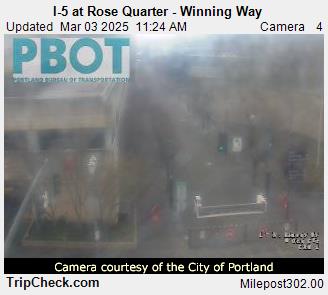 I-5 at Rose Quarter - Winning Way
Updated Mar 03 2025 11:24 AM Camera 4
PBOT
PORTLAND BUREAU OF TRANSPORTATION
Camera courtesy of the City of Portland
TripCheck.com Milepost302.00